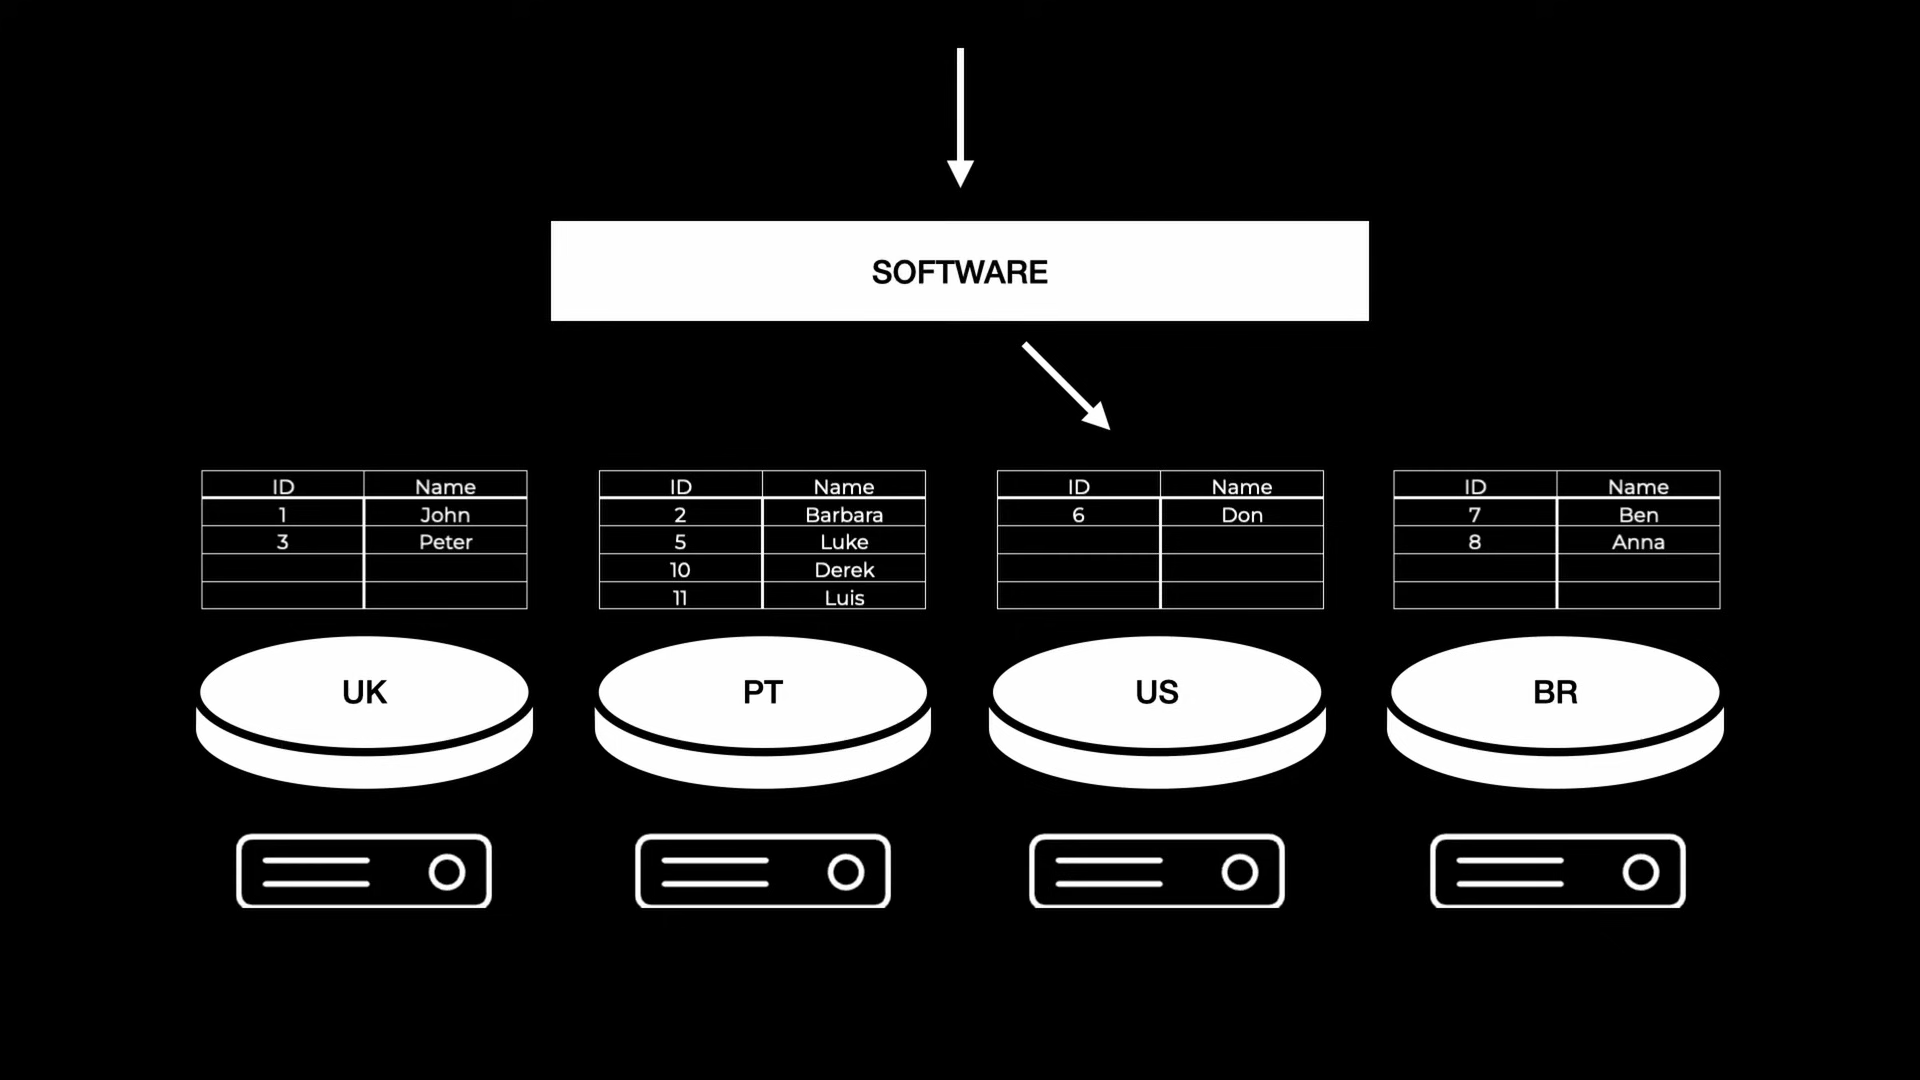 SOFTWARE
ID Name
1 John
3 Peter
ID Name
2 Barbara
5 Luke
10 Derek
11 Luis
ID Name
6 Don
ID Name
7 Ben
8 Anna
UK
PT
US
BR